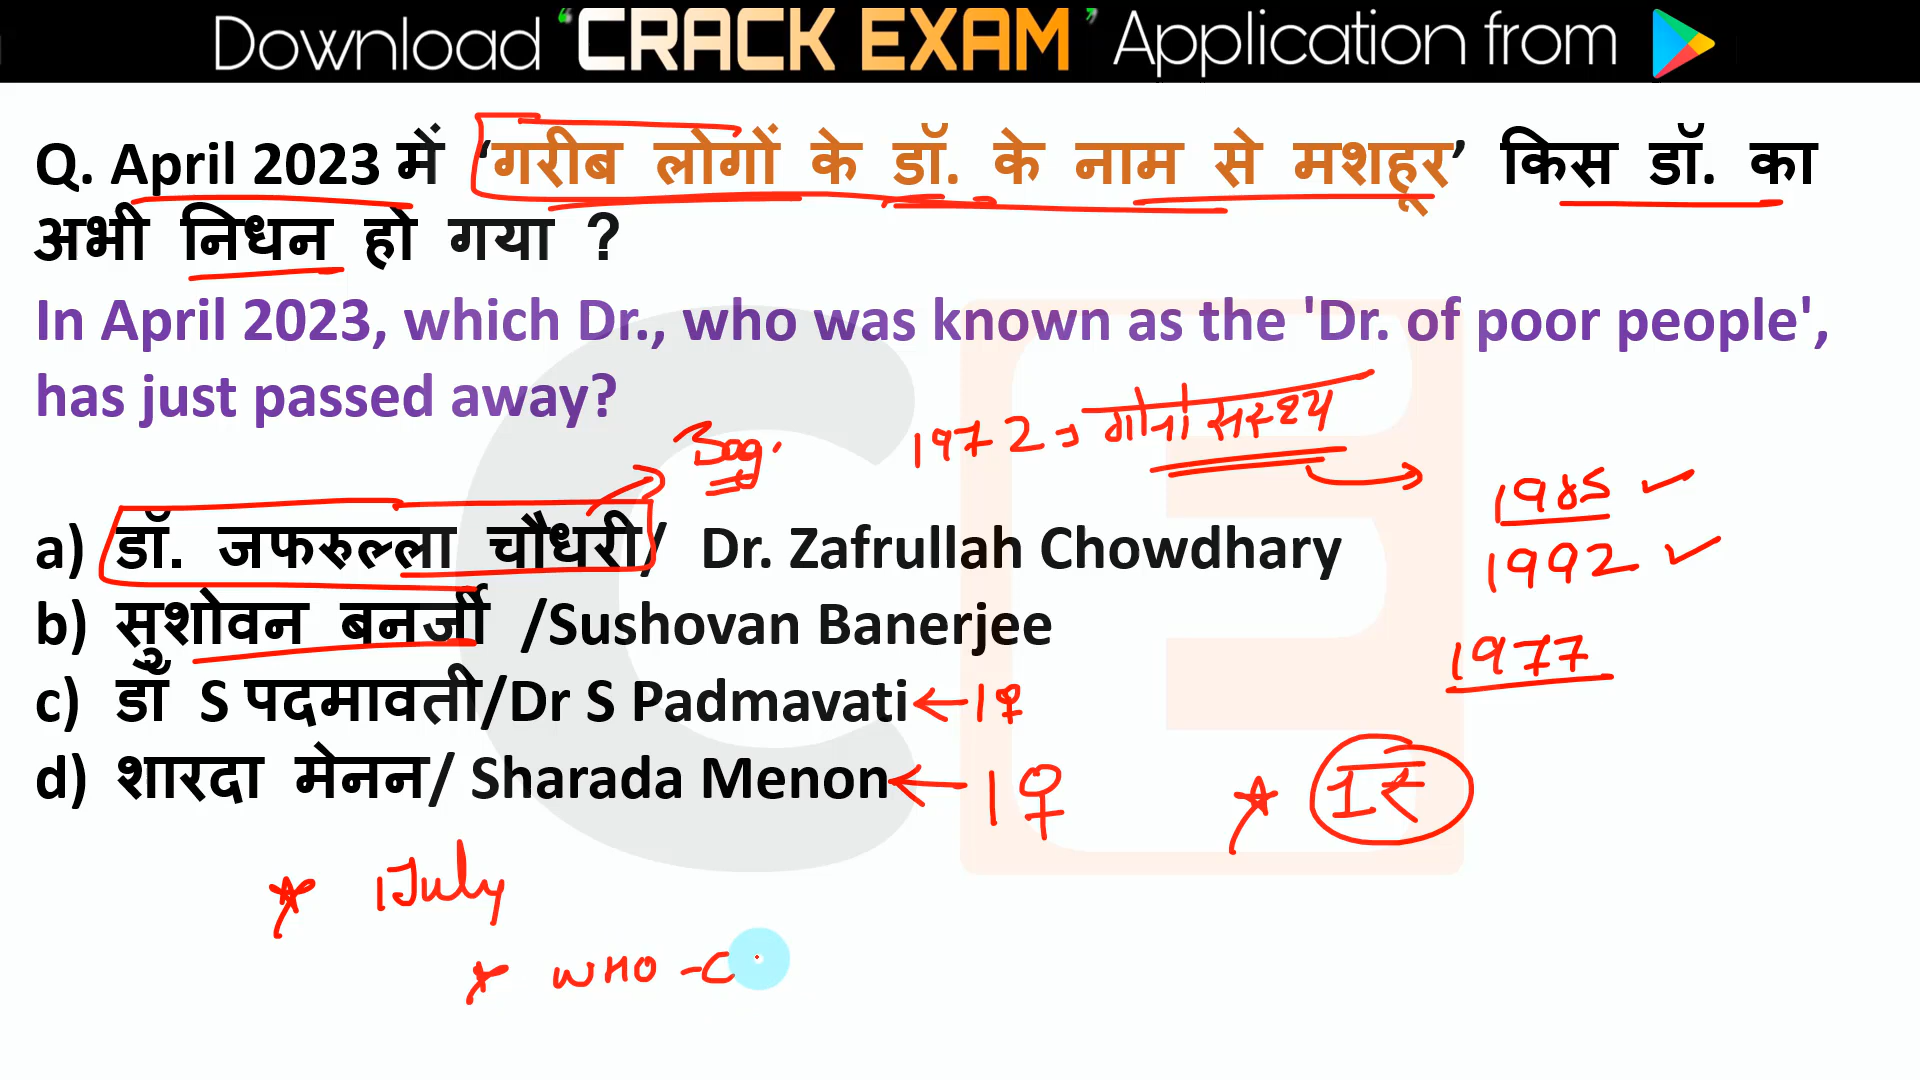 Download “CRACK EXAM” Application from
Q. April 2023 में ‘गरीब लोगों के डॉ. के नाम से मशहूर’ किस डॉ. का
अभी निधन हो गया ?
In April 2023, which Dr., who was known as the 'Dr. of poor people',
has just passed away?
1972
1985
a) डॉ. जफरुल्ला चौधरी/ Dr. Zafrullah Chowdhary
1992
b) सुशोवन बनर्जी /Sushovan Banerjee
1977
c) डॉ S पदमावती/Dr S Padmavati
d) शारदा मेनन/ Sharada Menon
1₹
1July
WHO - C